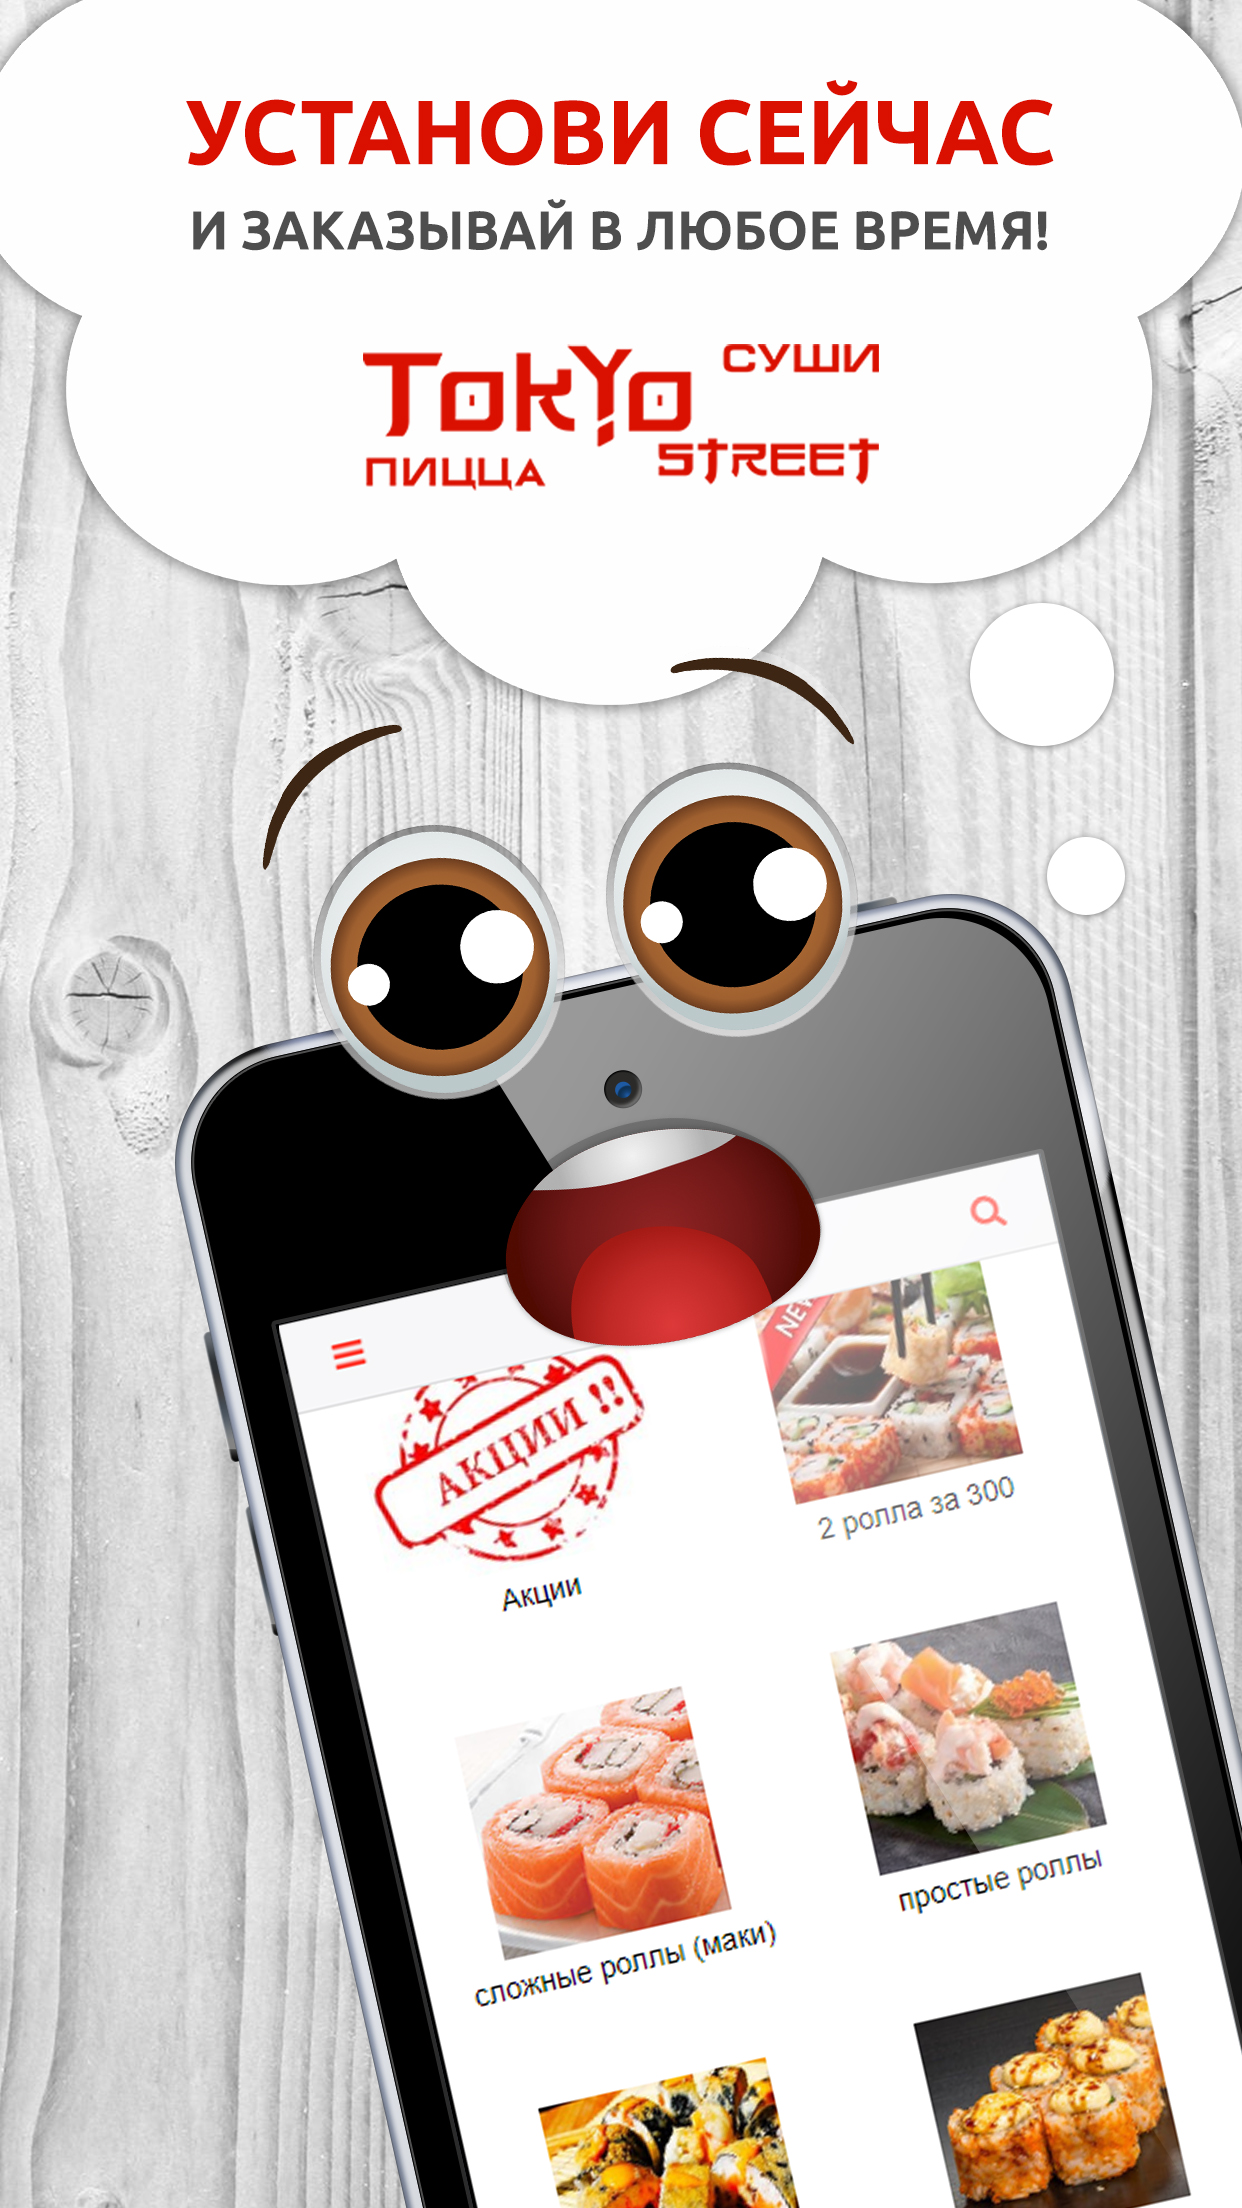 УСТАНОВИ СЕЙЧАС
И ЗАКАЗЫВАЙ В ЛЮБОЕ ВРЕМЯ!
TOKYO СУШИ
ПИЦЦА STREET
АКЦИИ !!
Акции
NEW
2 ролла за 300
сложные роллы (маки)
простые роллы